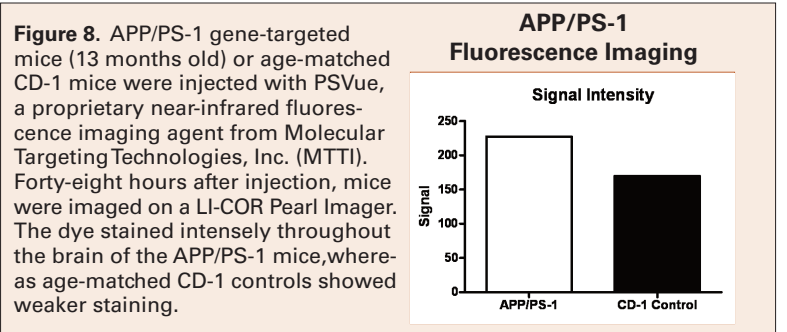 Figure 8. APP/PS-1 gene-targeted
mice (13 months old) or age-matched
CD-1 mice were injected with PSVue,
a proprietary near-infrared fluores-
cence imaging agent from Molecular
Targeting Technologies, Inc. (MTTI).
Forty-eight hours after injection, mice
were imaged on a LI-COR Pearl Imager.
The dye stained intensely throughout
the brain of the APP/PS-1 mice,where-
as age-matched CD-1 controls showed
weaker staining.
APP/PS-1
Fluorescence Imaging
Signal Intensity
Signal
250
200
150
100
50
0
APP/PS-1 CD-1 Control